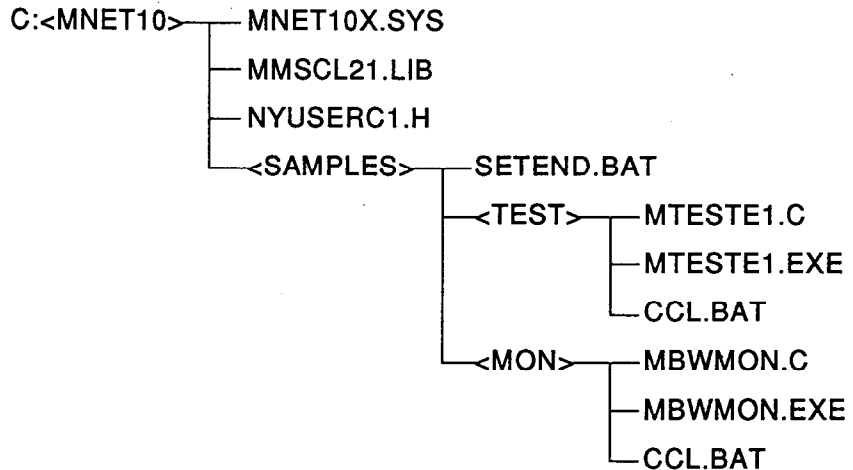 C:<MNET10> MNET10X.SYS
MMSCL21.LIB
NYUSERC1.H
<SAMPLES> SETEND.BAT
<TEST> MTESTE1.C
MTESTE1.EXE
CCL.BAT
<MON> MBWMON.C
MBWMON.EXE
CCL.BAT